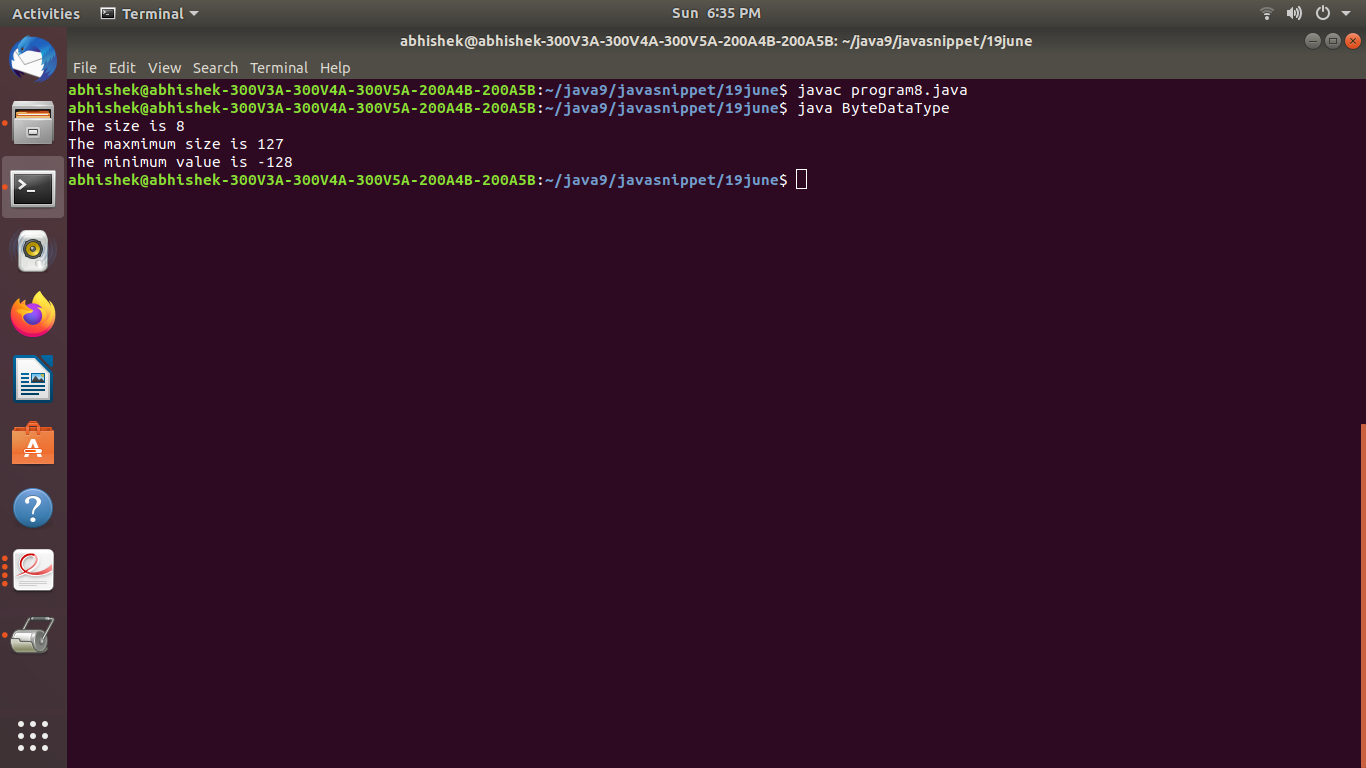 Activities Terminal Sun 6:35 PM
abhishek@abhishek-300V3A-300V4A-300V5A-200A4B-200A5B: ~/java9/javasnippet/19june
File Edit View Search Terminal Help
abhishek@abhishek-300V3A-300V4A-300V5A-200A4B-200A5B:~/java9/javasnippet/19june$ javac program8.java
abhishek@abhishek-300V3A-300V4A-300V5A-200A4B-200A5B:~/java9/javasnippet/19june$ java ByteDataType
The size is 8
The maxmimum size is 127
The minimum value is -128
abhishek@abhishek-300V3A-300V4A-300V5A-200A4B-200A5B:~/java9/javasnippet/19june$